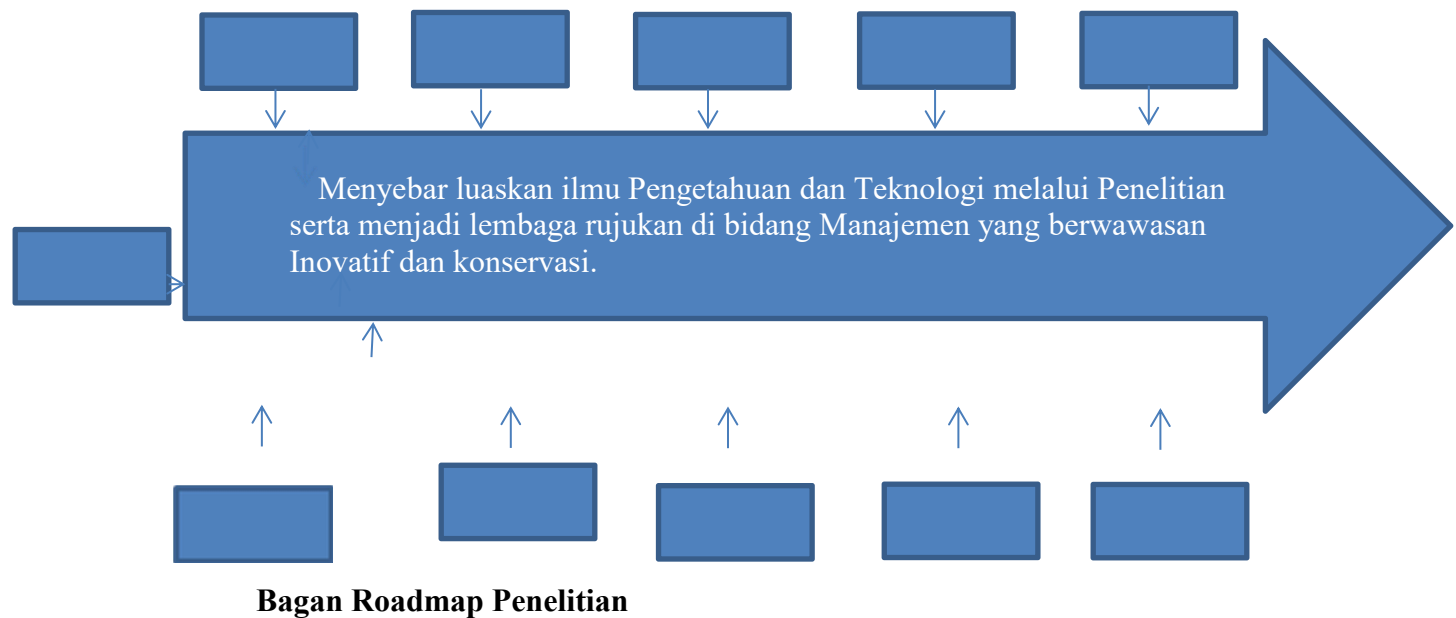 Menyebar luaskan ilmu Pengetahuan dan Teknologi melalui Penelitian
serta menjadi lembaga rujukan di bidang Manajemen yang berwawasan
Inovatif dan konservasi.
Bagan Roadmap Penelitian